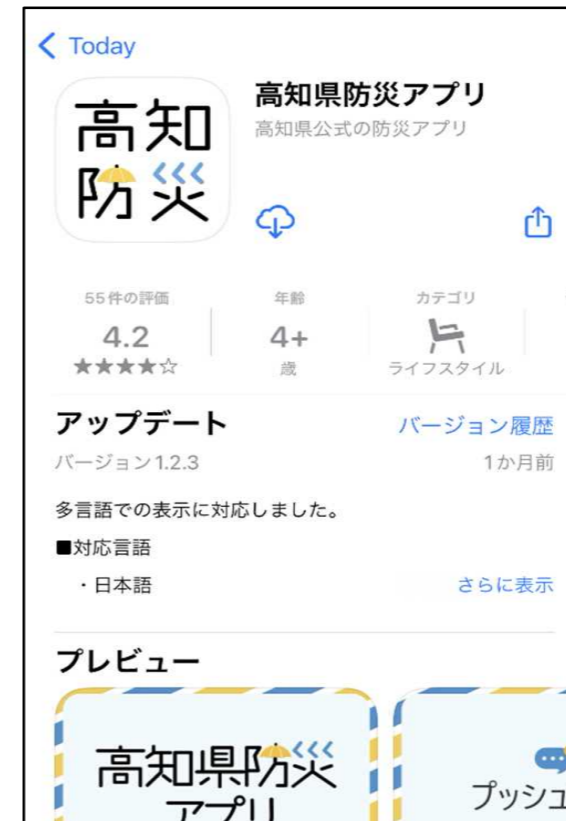 Today
高知
防災
高知県防災アプリ
高知県公式の防災アプリ
55件の評価
年齢
カテゴリ
4.2
4+
★★★★☆
歳
ライフスタイル
アップデート
バージョン履歴
バージョン 1.2.3
1か月前
多言語での表示に対応しました。
■対応言語
・日本語
さらに表示
プレビュー
高知県防災
アプリ
プッシュ